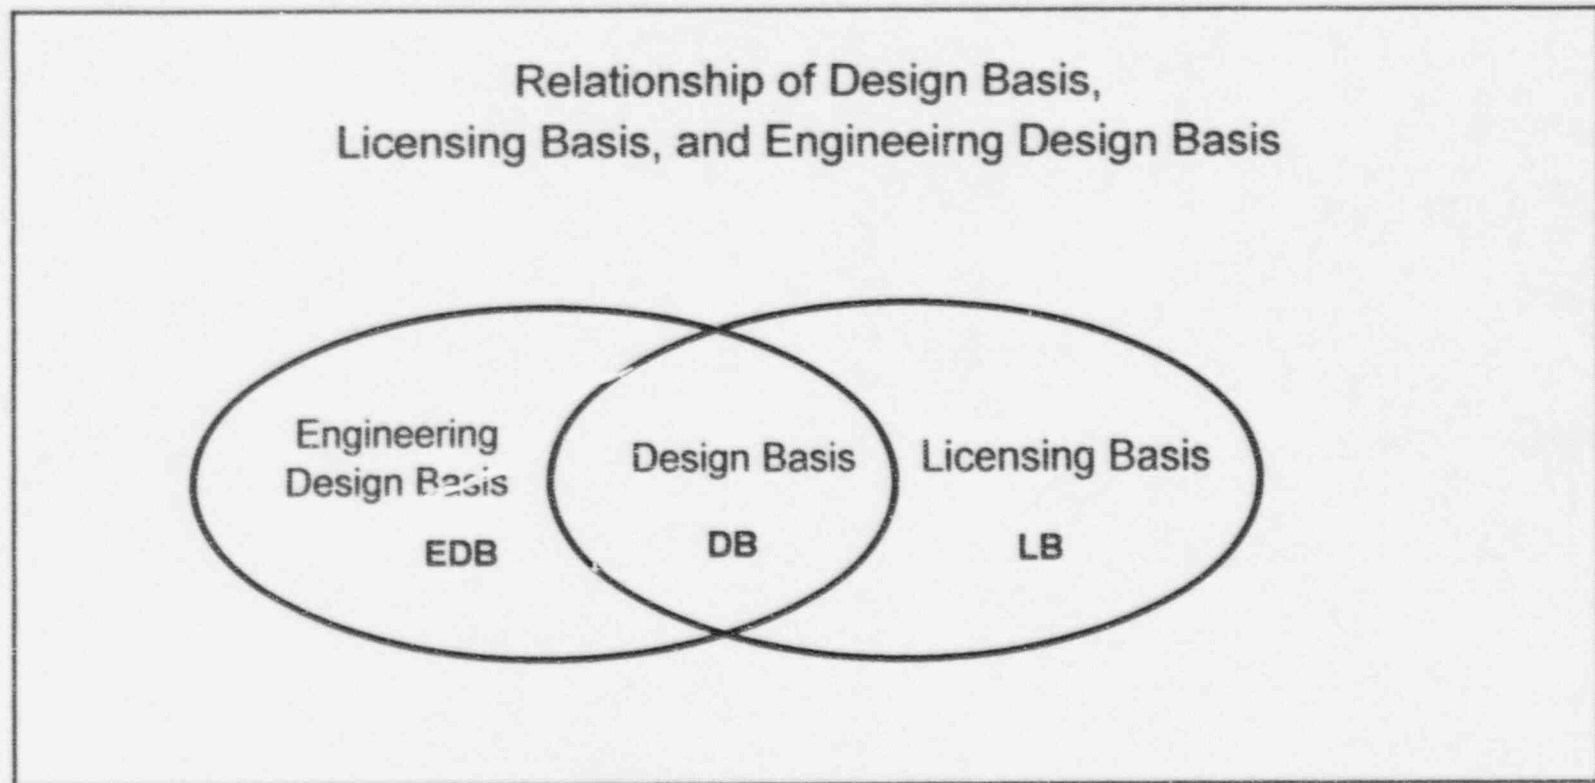 Relationship of Design Basis,
Licensing Basis, and Engineeirng Design Basis
Engineering
Design Basis
EDB
Design Basis
DB
Licensing Basis
LB